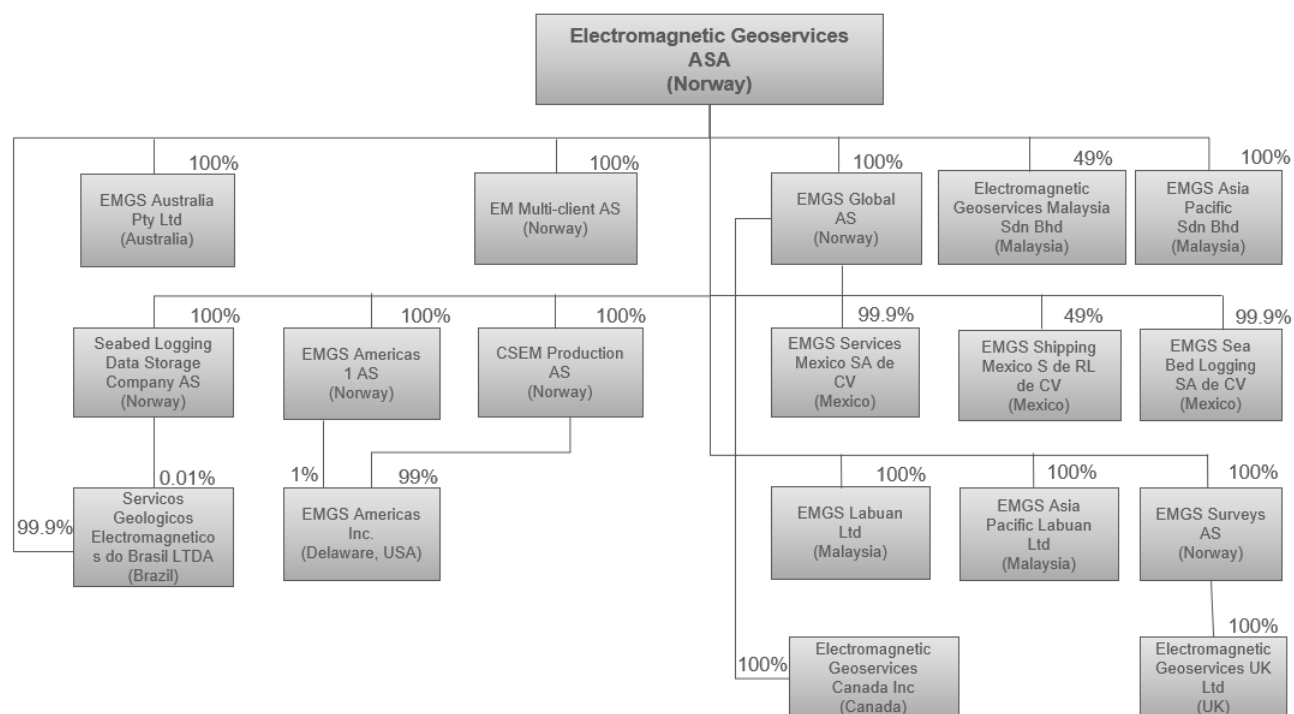 Electromagnetic Geoservices
ASA
(Norway)
100%
EMGS Australia
Pty Ltd
(Australia)
100%
EM Multi-client AS
(Norway)
100%
EMGS Global
AS
(Norway)
49%
Electromagnetic
Geoservices Malaysia
Sdn Bhd
(Malaysia)
100%
EMGS Asia
Pacific
Sdn Bhd
(Malaysia)
100%
Seabed Logging
Data Storage
Company AS
(Norway)
100%
EMGS Americas
1 AS
(Norway)
100%
CSEM Production
AS
(Norway)
99.9%
EMGS Services
Mexico SA de
CV
(Mexico)
49%
EMGS Shipping
Mexico S de RL
de CV
(Mexico)
99.9%
EMGS Sea
Bed Logging
SA de CV
(Mexico)
99.9%
0.01%
Servicos
Geologicos
Electromagnetico
s do Brasil LTDA
(Brazil)
1%
99%
EMGS Americas
Inc.
(Delaware, USA)
100%
EMGS Labuan
Ltd
(Malaysia)
100%
EMGS Asia
Pacific Labuan
Ltd
(Malaysia)
100%
EMGS Surveys
AS
(Norway)
100%
Electromagnetic
Geoservices
Canada Inc
(Canada)
100%
Electromagnetic
Geoservices UK
Ltd
(UK)